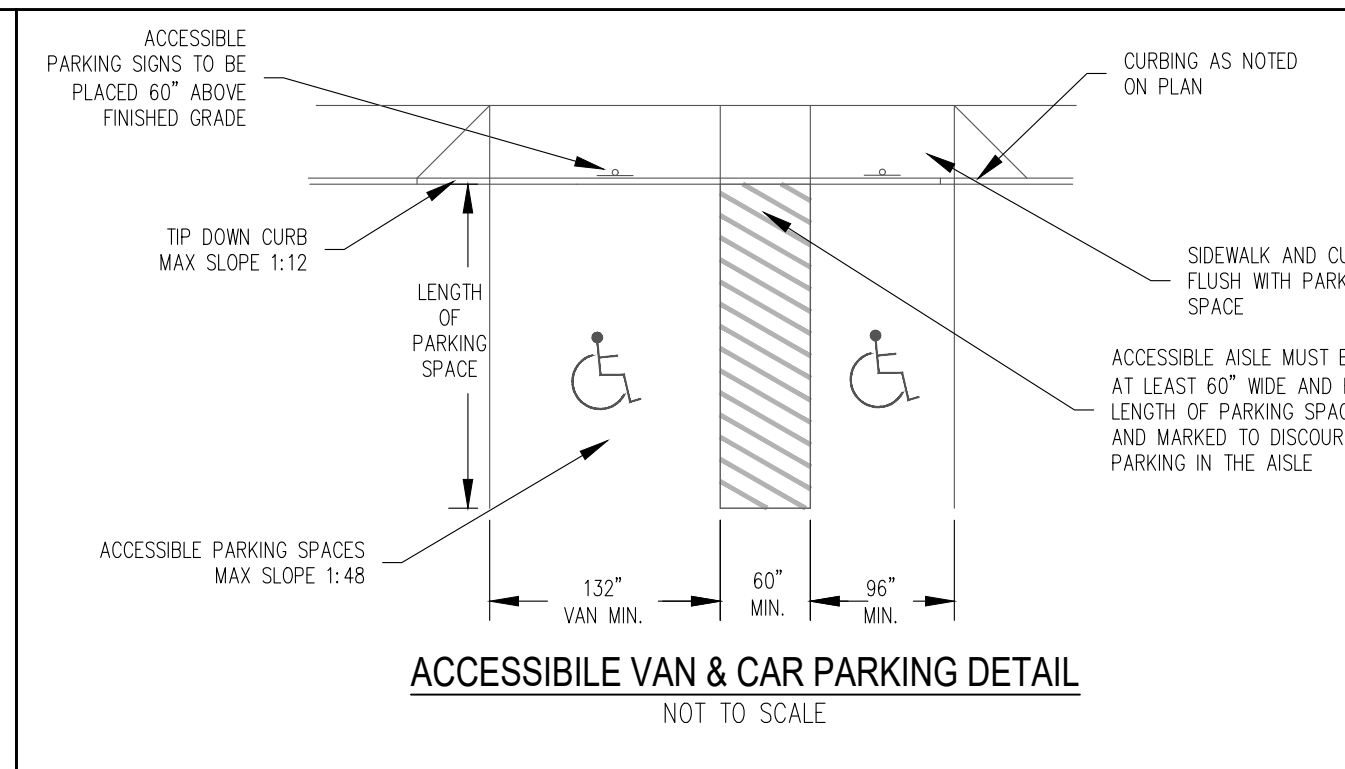 ACCESSIBLE
PARKING SIGNS TO BE
PLACED 60" ABOVE
FINISHED GRADE
CURBING AS NOTED
ON PLAN
TIP DOWN CURB
MAX SLOPE 1:12
SIDEWALK AND
FLUSH WITH
SPACE
LENGTH
OF
PARKING
SPACE
ACCESSIBLE AISLE MUST
AT LEAST 60" WIDE AND
LENGTH OF PARKING
AND MARKED TO
PARKING IN THE AISLE
ACCESSIBLE PARKING SPACES
MAX SLOPE 1:48
132"
VAN MIN.
60"
MIN.
96"
MIN.
ACCESSIBILE VAN & CAR PARKING DETAIL
NOT TO SCALE